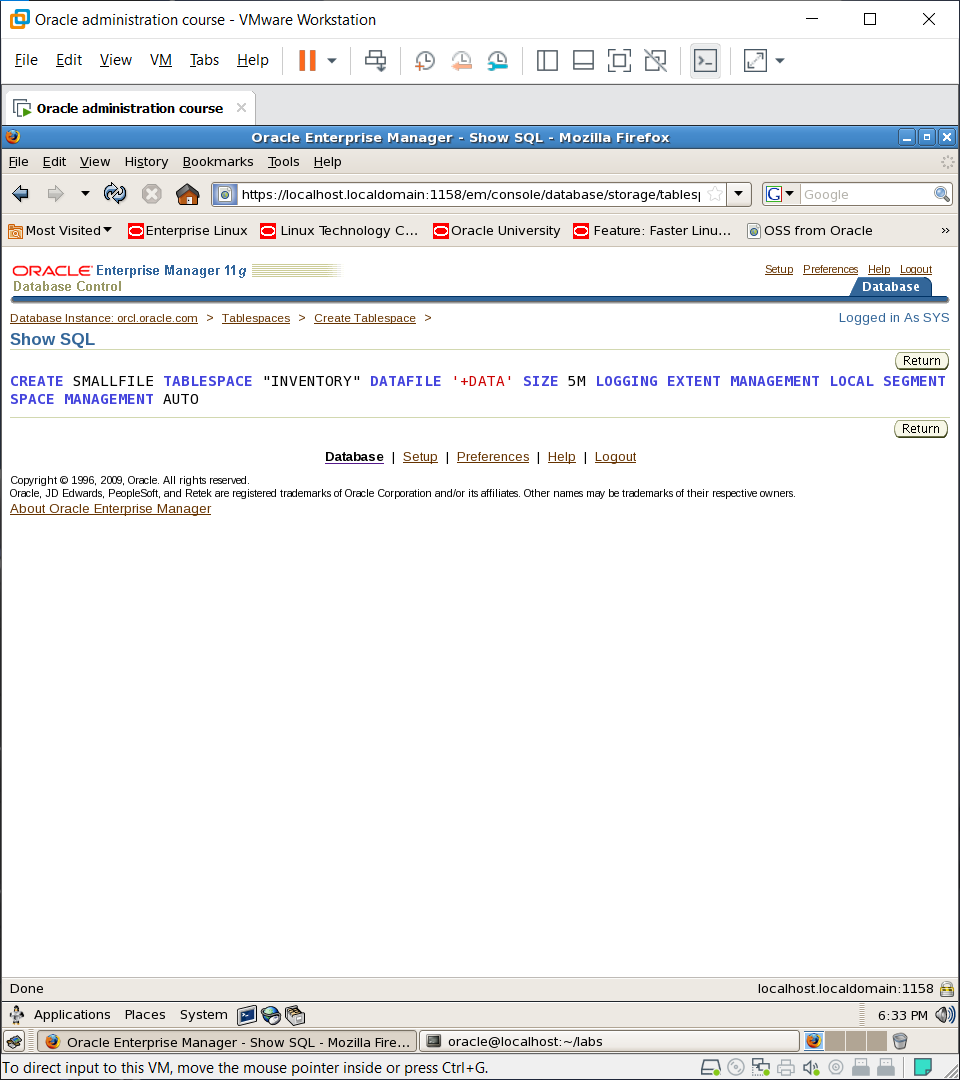 Oracle administration course - VMware Workstation
File Edit View VM Tabs Help
Oracle administration course
Oracle Enterprise Manager - Show SQL - Mozilla Firefox
File Edit View History Bookmarks Tools Help
https://localhost.localdomain:1158/em/console/database/storage/tablesp
G Google
Most Visited Enterprise Linux Linux Technology C... Oracle University Feature: Faster Linu... OSS from Oracle »
ORACLE Enterprise Manager 11g
Database Control
Setup Preferences Help Logout
Database
Database Instance: orcl.oracle.com > Tablespaces > Create Tablespace >
Logged in As SYS
Show SQL
Return
CREATE SMALLFILE TABLESPACE "INVENTORY" DATAFILE '+DATA' SIZE 5M LOGGING EXTENT MANAGEMENT LOCAL SEGMENT
SPACE MANAGEMENT AUTO
Return
Database | Setup | Preferences | Help | Logout
Copyright © 1996, 2009, Oracle. All rights reserved.
Oracle, JD Edwards, PeopleSoft, and Retek are registered trademarks of Oracle Corporation and/or its affiliates. Other names may be trademarks of their respective owners.
About Oracle Enterprise Manager
Done
localhost.localdomain:1158
Applications Places System
6:33 PM
Oracle Enterprise Manager - Show SQL - Mozilla Fire...
oracle@localhost:~/labs
To direct input to this VM, move the mouse pointer inside or press Ctrl+G.